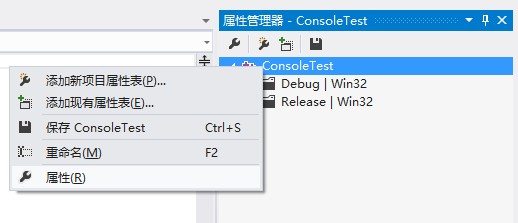 属性管理器 - ConsoleTest
ConsoleTest
Debug | Win32
Release | Win32
添加新项目属性表(P)...
添加现有属性表(E)...
保存 ConsoleTest Ctrl+S
重命名(M) F2
属性(R)